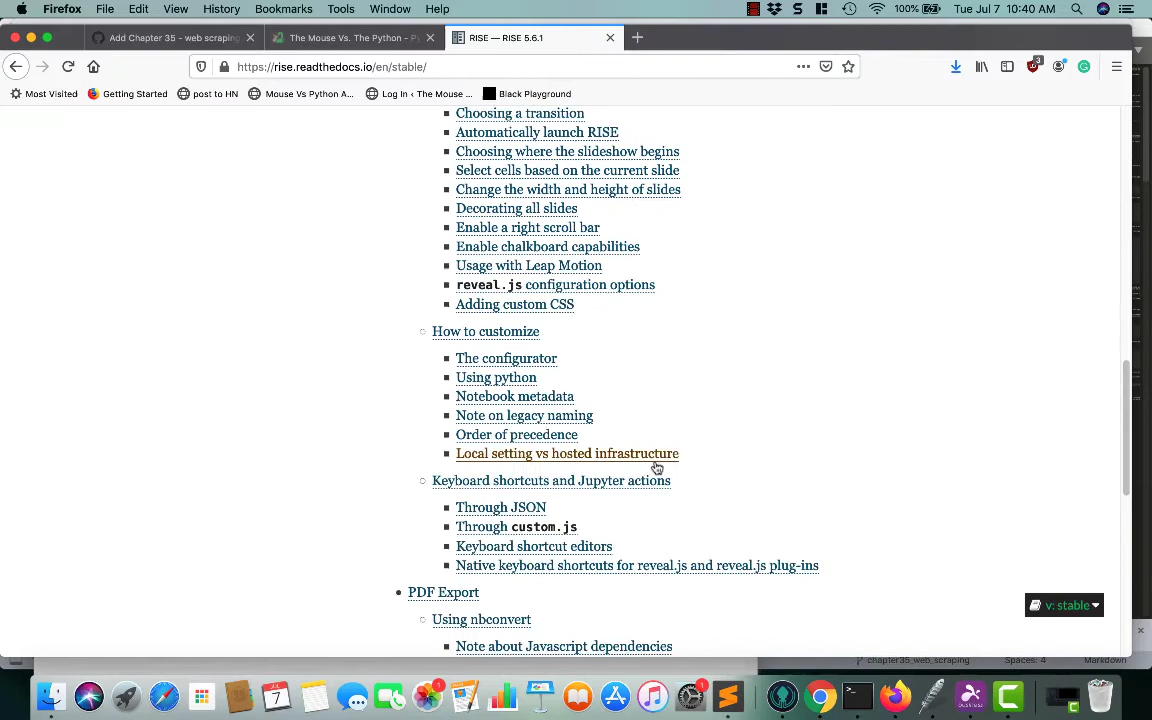 Firefox File Edit View History Bookmarks Tools Window Help
100% Tue Jul 7 10:40 AM
Add Chapter 35 - web scraping
The Mouse Vs. The Python - P
RISE — RISE 5.6.1
https://rise.readthedocs.io/en/stable/
3
Most Visited
Getting Started
post to HN
Mouse Vs Python A...
Log In ‹ The Mouse ...
Black Playground
Choosing a transition
Automatically launch RISE
Choosing where the slideshow begins
Select cells based on the current slide
Change the width and height of slides
Decorating all slides
Enable a right scroll bar
Enable chalkboard capabilities
Usage with Leap Motion
reveal.js configuration options
Adding custom CSS
How to customize
The configurator
Using python
Notebook metadata
Note on legacy naming
Order of precedence
Local setting vs hosted infrastructure
Keyboard shortcuts and Jupyter actions
Through JSON
Through custom.js
Keyboard shortcut editors
Native keyboard shortcuts for reveal.js and reveal.js plug-ins
PDF Export
v: stable
Using nbconvert
Note about Javascript dependencies
chapter35_web_scraping
Spaces: 4
Markdown